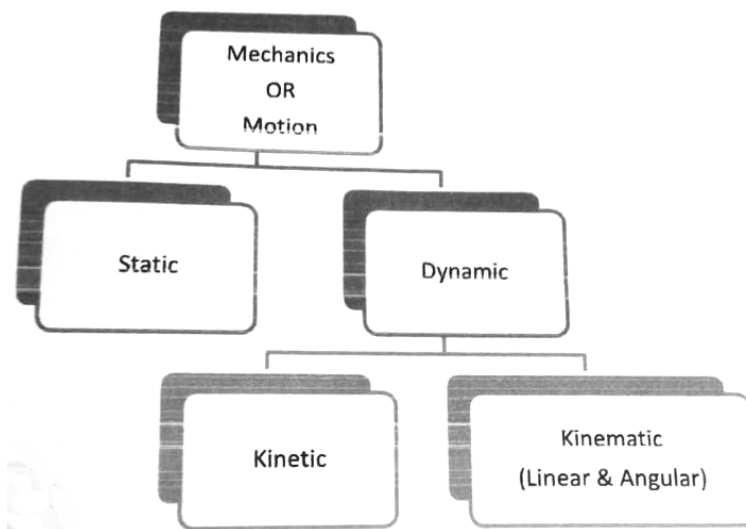 Mechanics
OR
Motion
Static
Dynamic
Kinetic
Kinematic
(Linear & Angular)